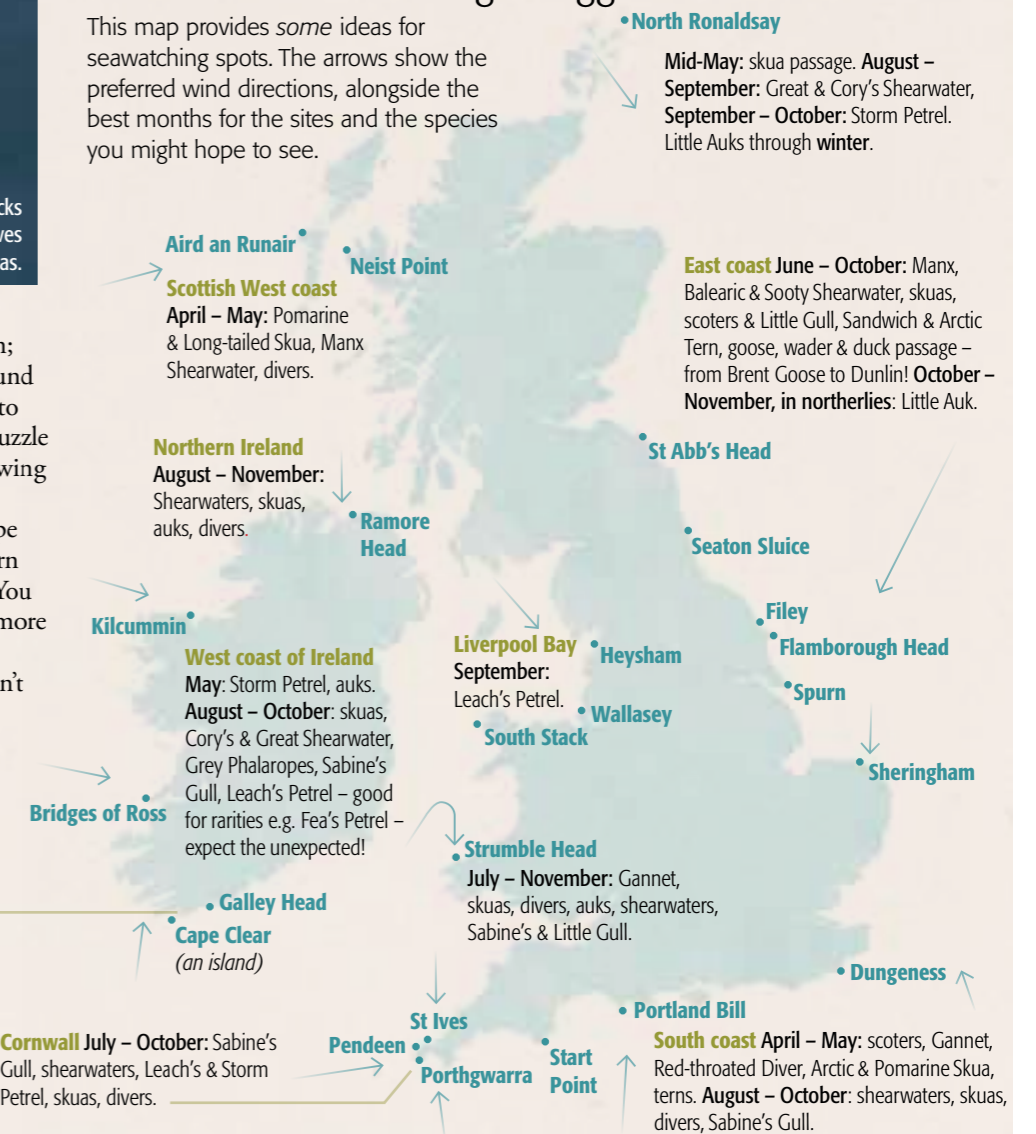 This map provides some ideas for
seawatching spots. The arrows show the
preferred wind directions, alongside the
best months for the sites and the species
you might hope to see.
North Ronaldsay
Mid-May: skua passage. August –
September: Great & Cory's Shearwater,
September – October: Storm Petrel.
Little Auks through winter.
cks
ves
as.
Aird an Runair
Neist Point
Scottish West coast
April – May: Pomarine
& Long-tailed Skua, Manx
Shearwater, divers.
East coast June – October: Manx,
Balearic & Sooty Shearwater, skuas,
scoters & Little Gull, Sandwich & Arctic
Tern, goose, wader & duck passage –
from Brent Goose to Dunlin! October –
November, in northerlies: Little Auk.
n;
und
to
uzzle
wing
be
rn
You
more
n't
Northern Ireland
August – November:
Shearwaters, skuas,
auks, divers.
Ramore
Head
St Abb's Head
Seaton Sluice
Filey
Flamborough Head
Spurn
Sheringham
Kilcummin
West coast of Ireland
May: Storm Petrel, auks.
August – October: skuas,
Cory's & Great Shearwater,
Grey Phalaropes, Sabine's
Gull, Leach's Petrel – good
for rarities e.g. Fea's Petrel –
expect the unexpected!
Liverpool Bay
September:
Leach's Petrel.
Heysham
Wallasey
South Stack
Bridges of Ross
Strumble Head
July – November: Gannet,
skuas, divers, auks, shearwaters,
Sabine's & Little Gull.
Galley Head
Cape Clear
(an island)
Dungeness
Portland Bill
South coast April – May: scoters, Gannet,
Red-throated Diver, Arctic & Pomarine Skua,
terns. August – October: shearwaters, skuas,
divers, Sabine's Gull.
St Ives
Pendeen
Porthgwarra
Start
Point
Cornwall July – October: Sabine's
Gull, shearwaters, Leach's & Storm
Petrel, skuas, divers.